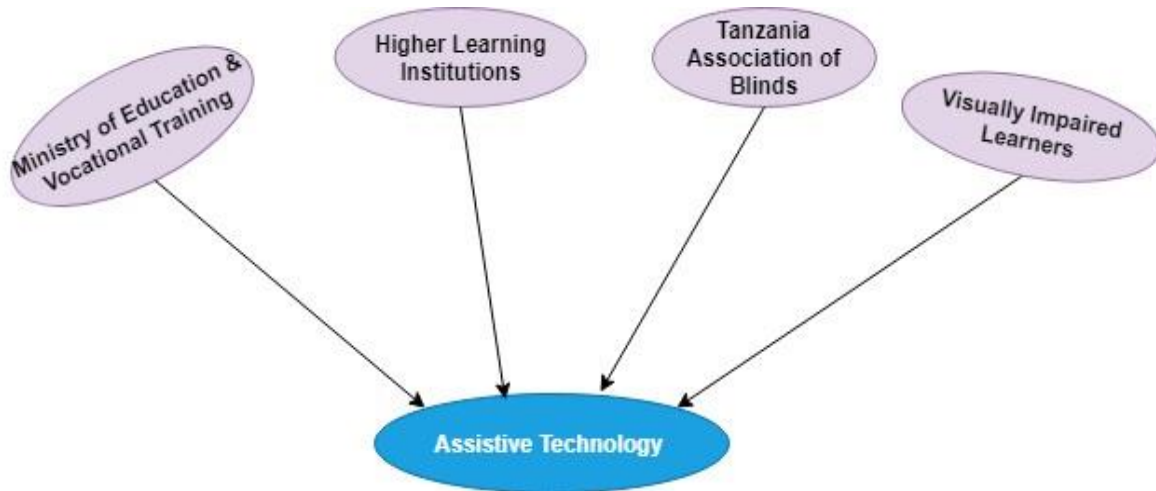 Ministry of Education &
Vocational Training
Higher Learning
Institutions
Tanzania
Association of
Blinds
Visually Impaired
Learners
Assistive Technology